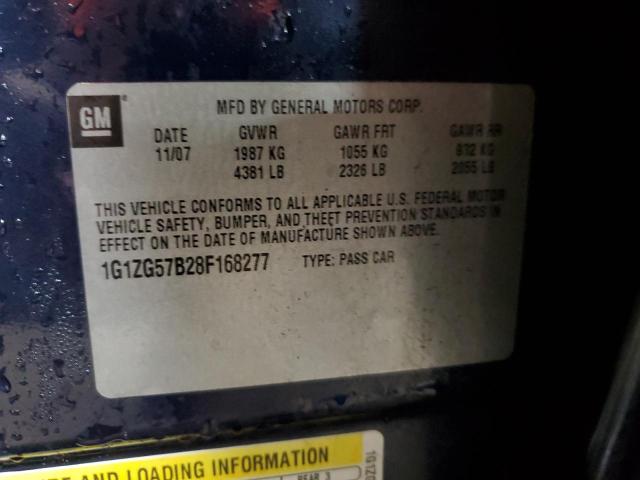 GM
MFD BY GENERAL MOTORS CORP.
DATE GVWR GAWR FRT GAWR RR
11/07 1987 KG 1055 KG 932 KG
4381 LB 2326 LB 2055 LB
THIS VEHICLE CONFORMS TO ALL APPLICABLE U.S. FEDERAL MOTOR
VEHICLE SAFETY, BUMPER, AND THEFT PREVENTION STANDARDS IN
EFFECT ON THE DATE OF MANUFACTURE SHOWN ABOVE.
1G1ZG57B28F168277 TYPE: PASS CAR
AND LOADING INFORMATION
REAR 3
1G1Z